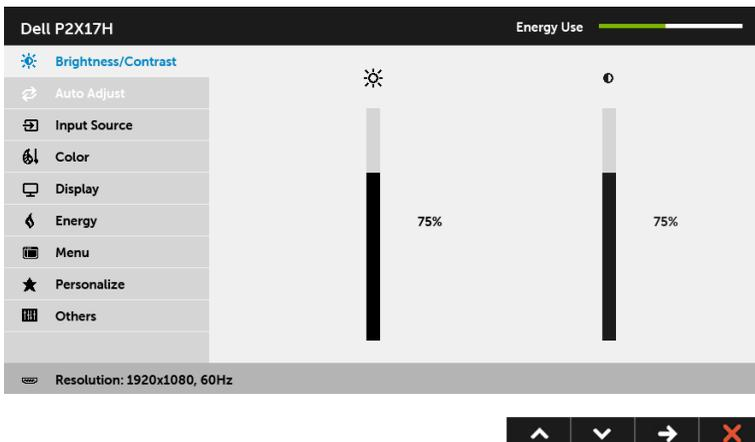 Dell P2X17H
Energy Use
Brightness/Contrast
Auto Adjust
Input Source
Color
Display
Energy
Menu
Personalize
Others
75%
75%
Resolution: 1920x1080, 60Hz